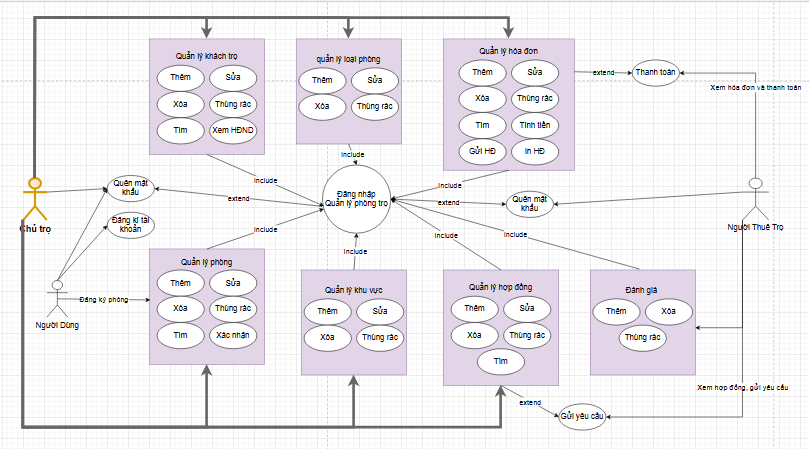 Quản lý khách trọ
Thêm
Sửa
Xóa
Thùng rác
Tìm
Xem HĐND
quản lý loại phòng
Thêm
Sửa
Xóa
Thùng rác
Quản lý hóa đơn
Thêm
Sửa
Xóa
Thùng rác
Tìm
Tính tiền
Gửi HĐ
In HĐ
extend
Thanh toán
Xem hóa đơn và thanh toán
include
include
include
Đăng nhập
Quản lý phòng trọ
Quên mật
khẩu
extend
extend
Quên mật
khẩu
Chủ trọ
Đăng kí tài
khoản
Người Thuê Trọ
include
include
include
include
Quản lý phòng
Thêm
Sửa
Xóa
Thùng rác
Tìm
Xác nhận
Đăng ký phòng
Người Dùng
Quản lý khu vực
Thêm
Sửa
Xóa
Thùng rác
Quản lý hợp đồng
Thêm
Sửa
Xóa
Thùng rác
Tìm
Đánh giá
Thêm
Xóa
Thùng rác
Xem hợp đồng, gửi yêu cầu
extend
Gửi yêu cầu